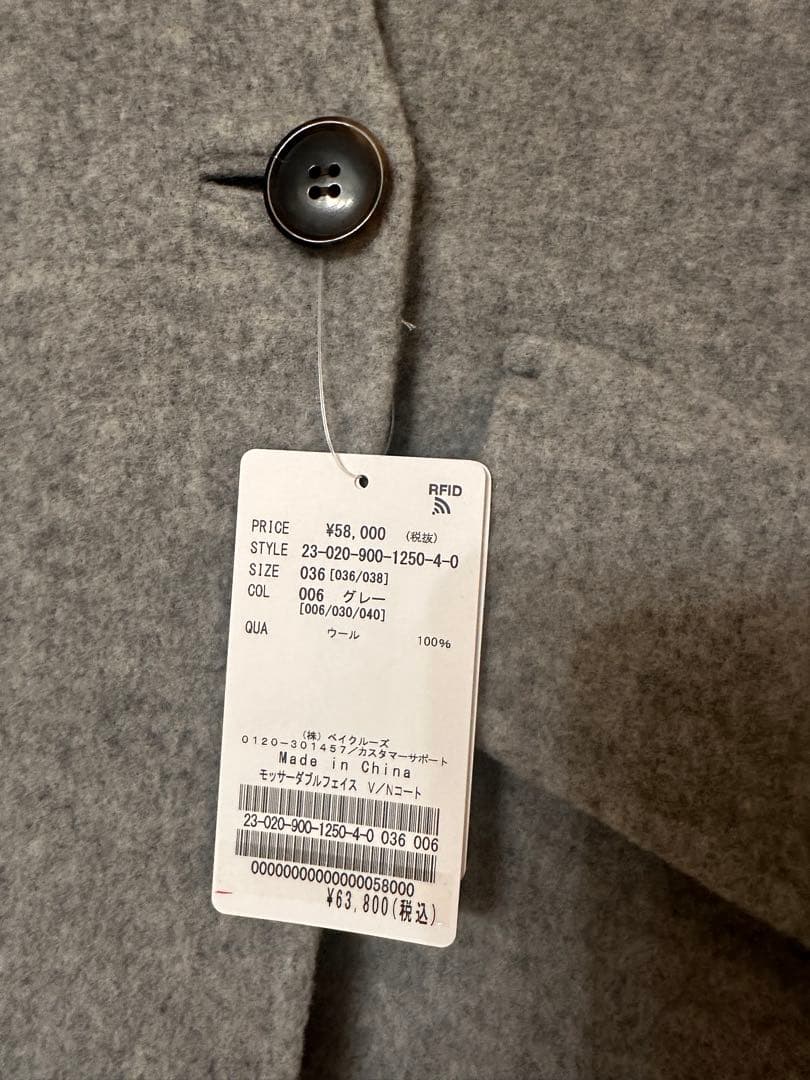 RFID
PRICE ¥58,000 (税抜)
STYLE 23-020-900-1250-4-0
SIZE 036 [036/038]
COL 006 グレー
[006/030/040]
QUA ウール 100%
(株) ベイクルーズ
0120-301457/カスタマーサポート
Made in China
モッサーダブルフェイス V/Nコート
23-020-900-1250-4-0 036 006
00000000000000058000
¥63,800(税込)